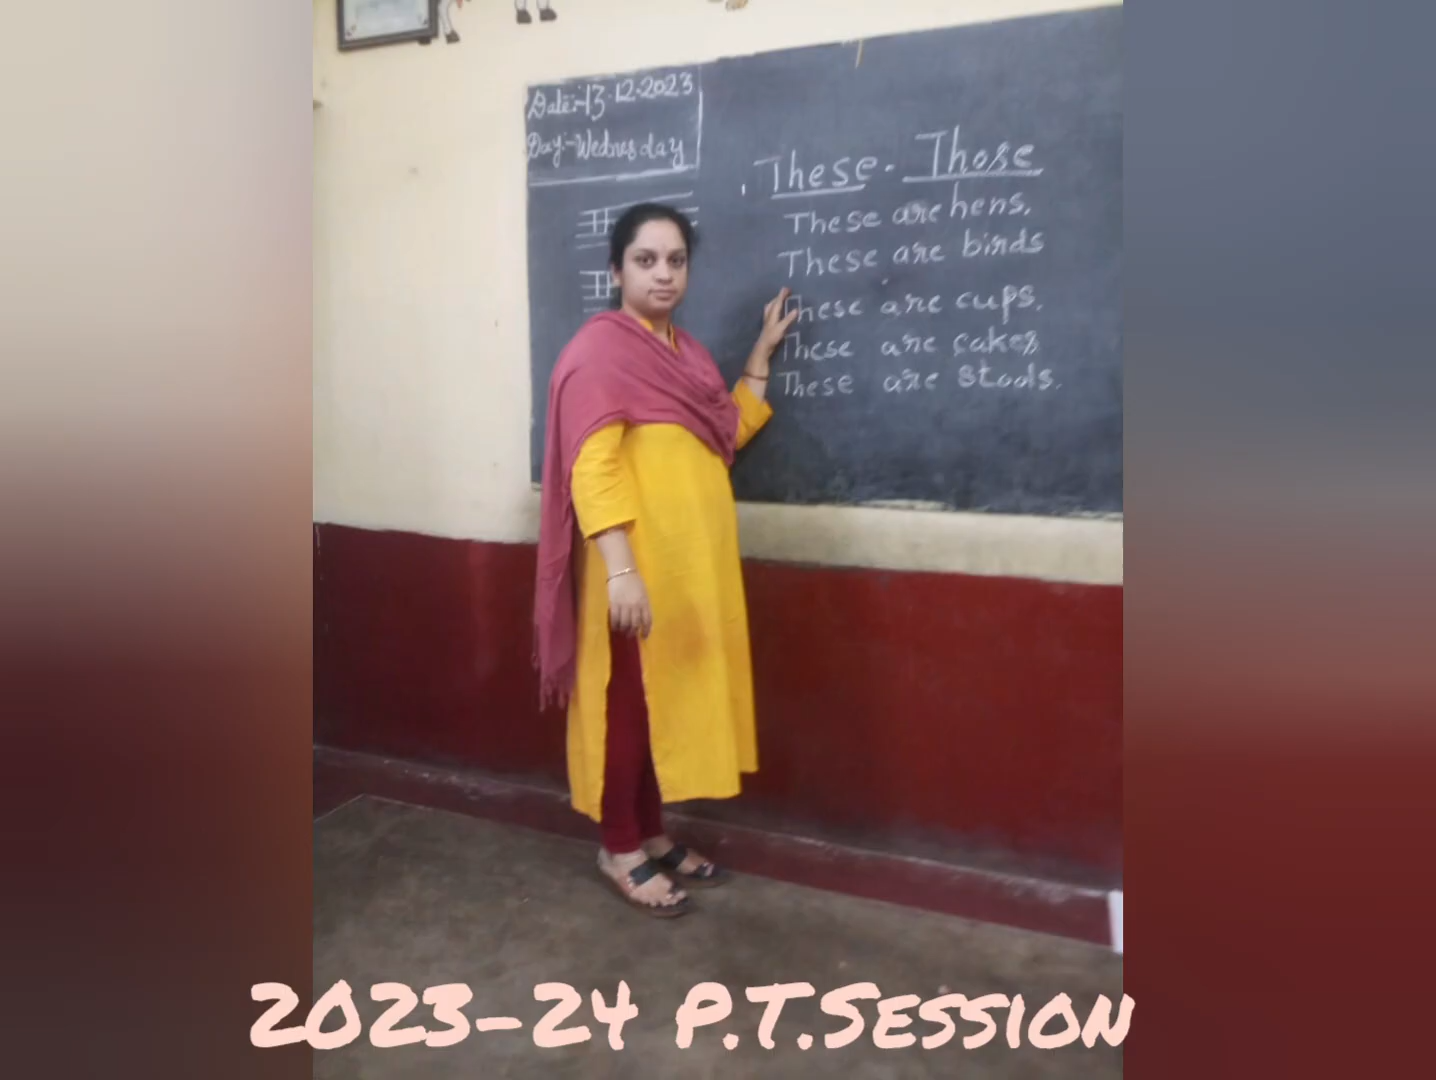 Date:-13.12.2023
Day:-Wednesday
These - Those
These are hens.
These are birds
These are cups.
These are cakes
These are stools.
2023-24 P.T.Session